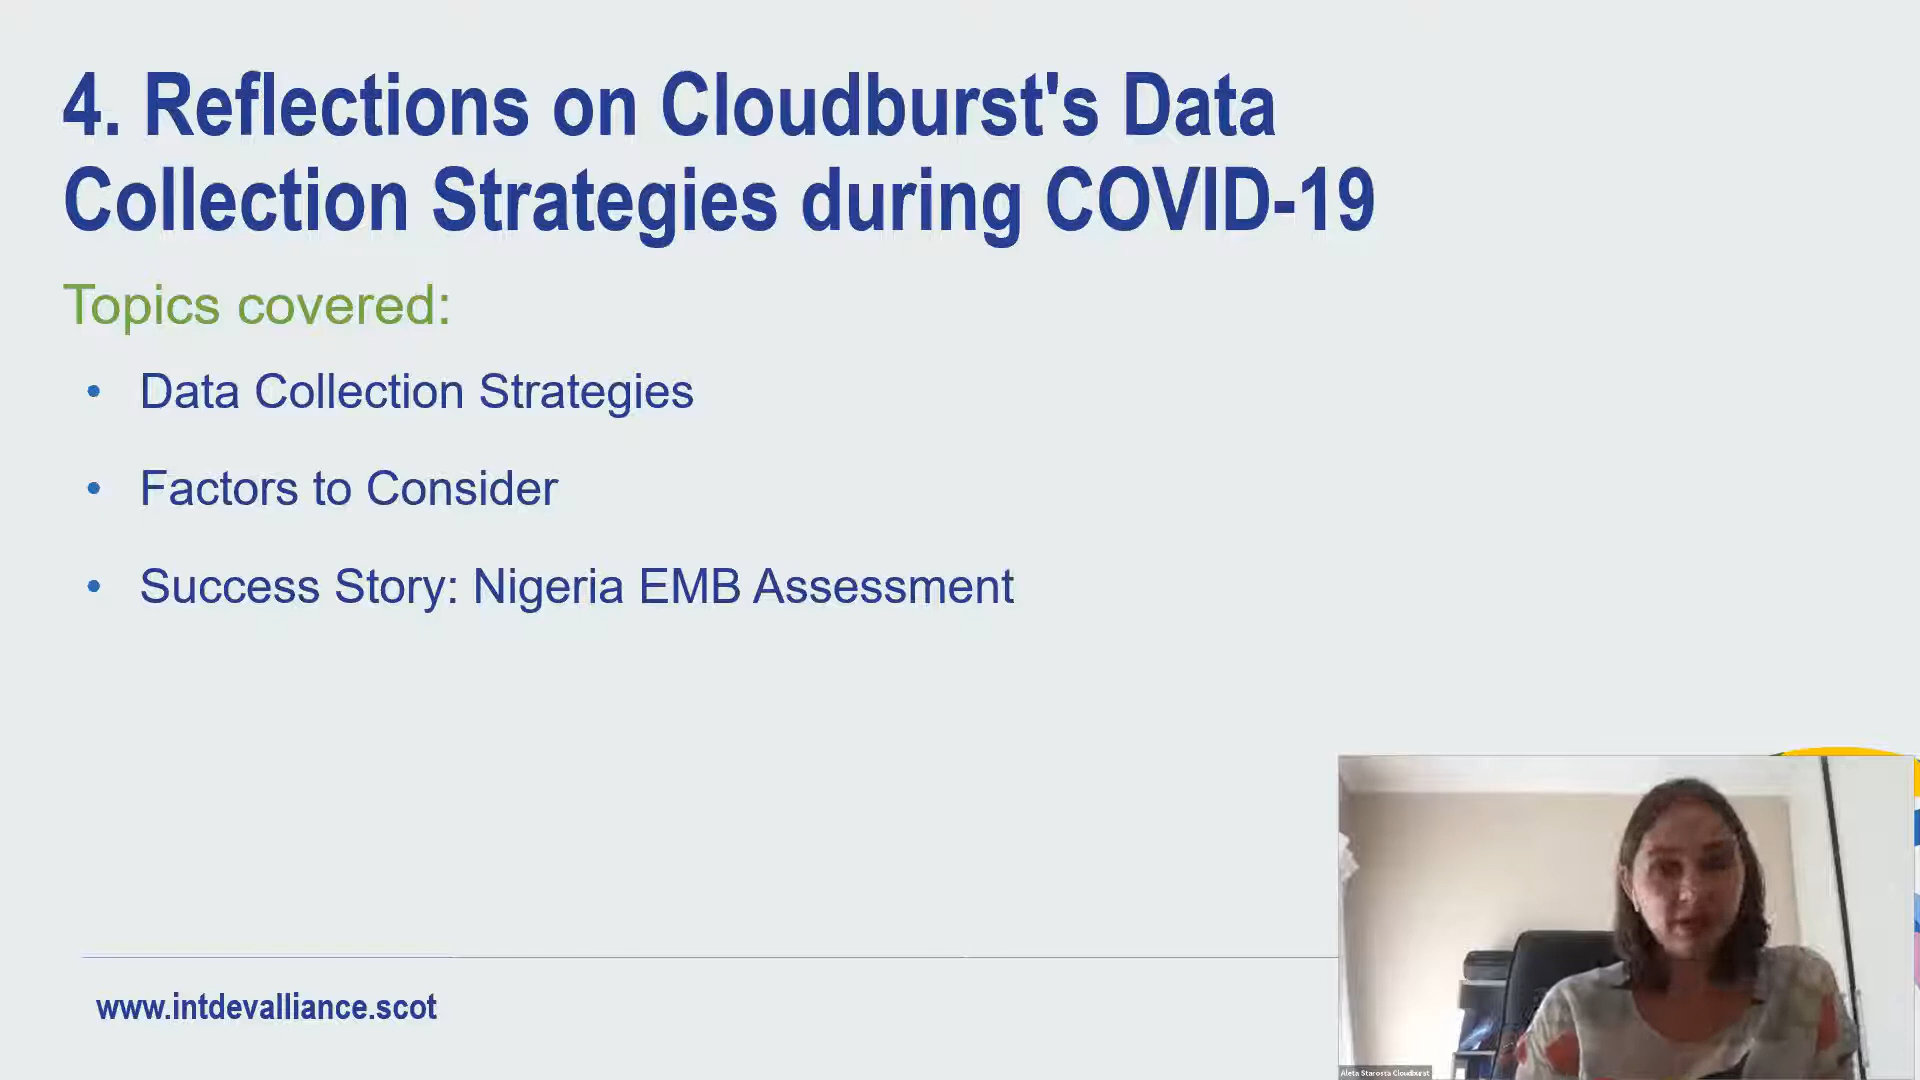 4. Reflections on Cloudburst's Data
Collection Strategies during COVID-19
Topics covered:
• Data Collection Strategies
• Factors to Consider
• Success Story: Nigeria EMB Assessment
www.intdevalliance.scot
Aleta Starosta Cloudburst